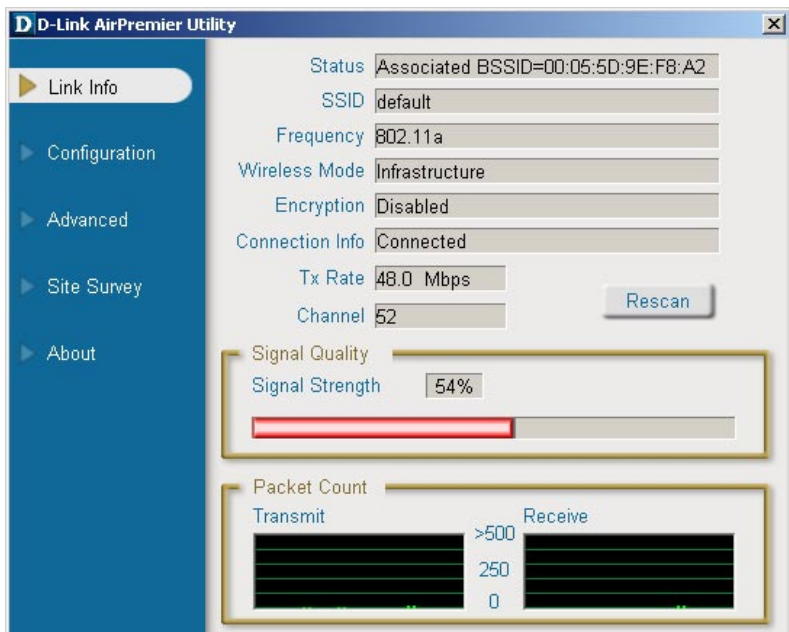 D D-Link AirPremier Utility
Link Info
Configuration
Advanced
Site Survey
About
Status Associated BSSID=00:05:5D:9E:F8:A2
SSID default
Frequency 802.11a
Wireless Mode Infrastructure
Encryption Disabled
Connection Info Connected
Tx Rate 48.0 Mbps
Channel 52
Rescan
Signal Quality
Signal Strength 54%
Packet Count
Transmit Receive
>500
250
0